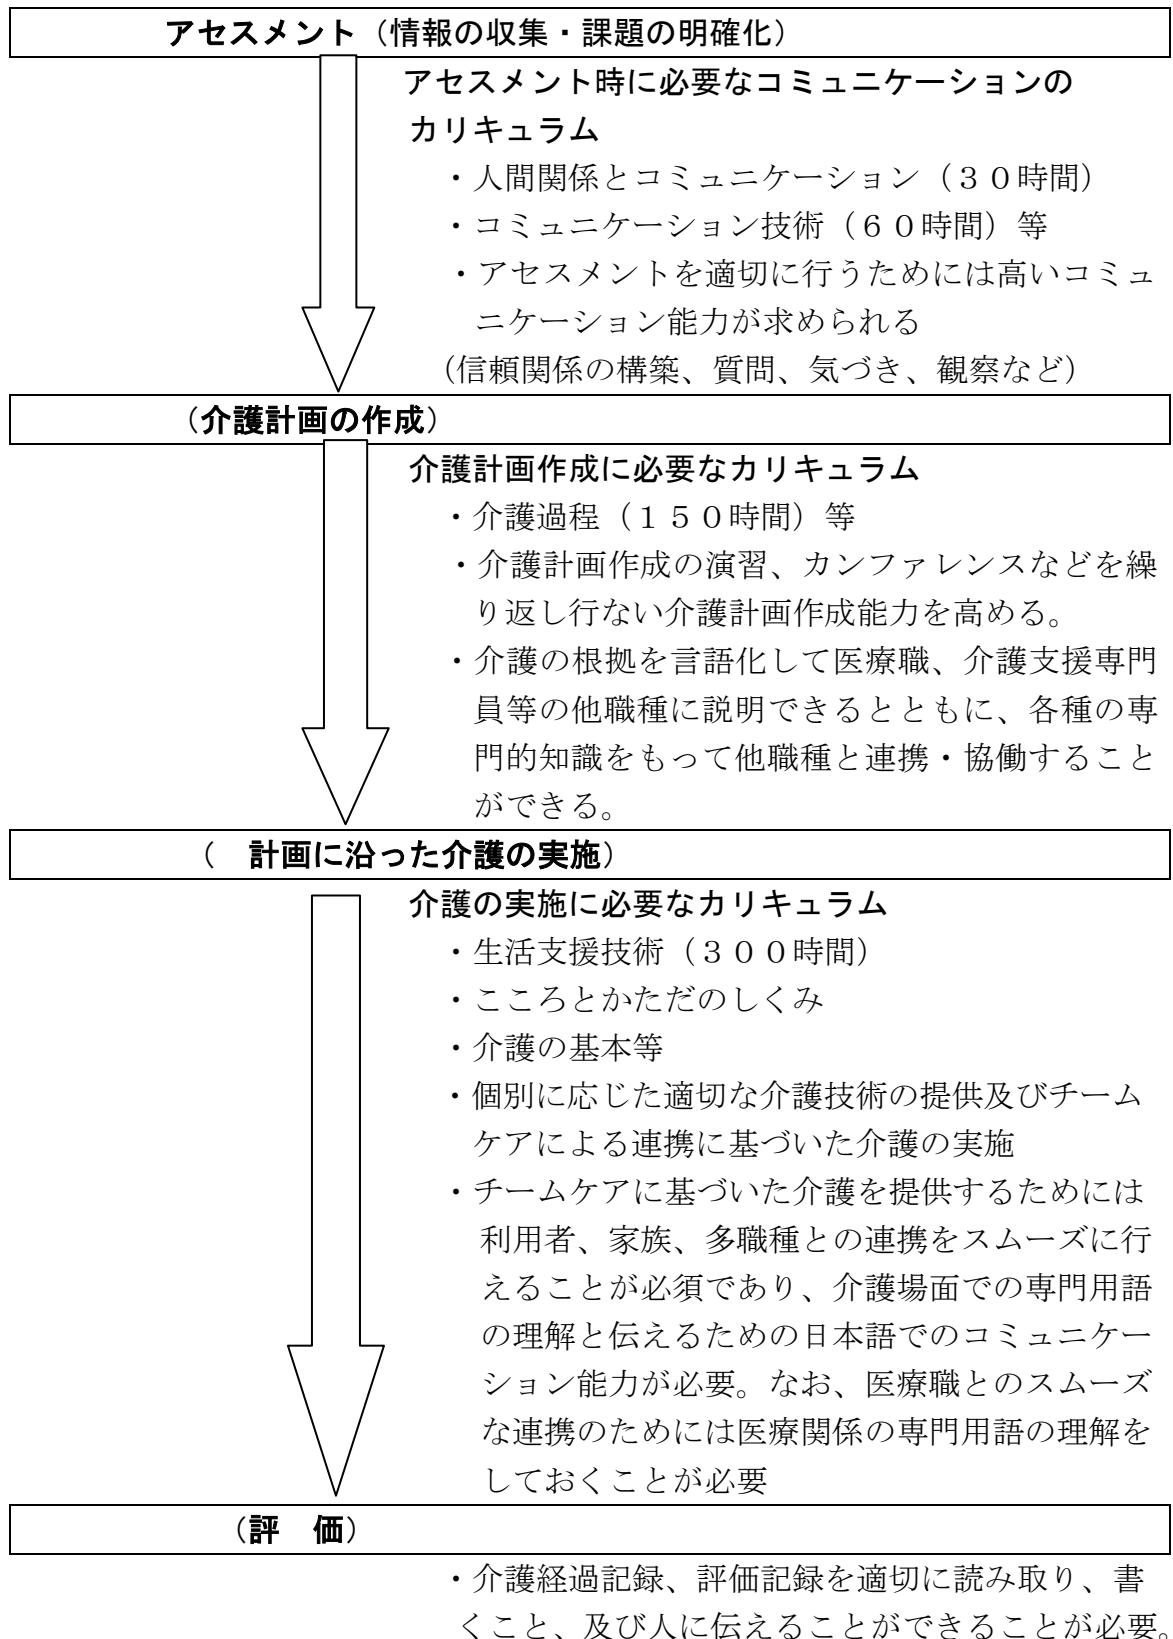 アセスメント（情報の収集・課題の明確化）
アセスメント時に必要なコミュニケーションの
カリキュラム
・人間関係とコミュニケーション（３０時間）
・コミュニケーション技術（６０時間）等
・アセスメントを適切に行うためには高いコミュ
ニケーション能力が求められる
（信頼関係の構築、質問、気づき、観察など）
（介護計画の作成）
介護計画作成に必要なカリキュラム
・介護過程（１５０時間）等
・介護計画作成の演習、カンファレンスなどを繰
り返し行ない介護計画作成能力を高める。
・介護の根拠を言語化して医療職、介護支援専門
員等の他職種に説明できるとともに、各種の専
門的知識をもって他職種と連携・協働すること
ができる。
（　計画に沿った介護の実施）
介護の実施に必要なカリキュラム
・生活支援技術（３００時間）
・こころとかただのしくみ
・介護の基本等
・個別に応じた適切な介護技術の提供及びチーム
ケアによる連携に基づいた介護の実施
・チームケアに基づいた介護を提供するためには
利用者、家族、多職種との連携をスムーズに行
えることが必須であり、介護場面での専門用語
の理解と伝えるための日本語でのコミュニケー
ション能力が必要。なお、医療職とのスムーズ
な連携のためには医療関係の専門用語の理解を
しておくことが必要
（評　価）
・介護経過記録、評価記録を適切に読み取り、書
くこと、及び人に伝えることができることが必要。